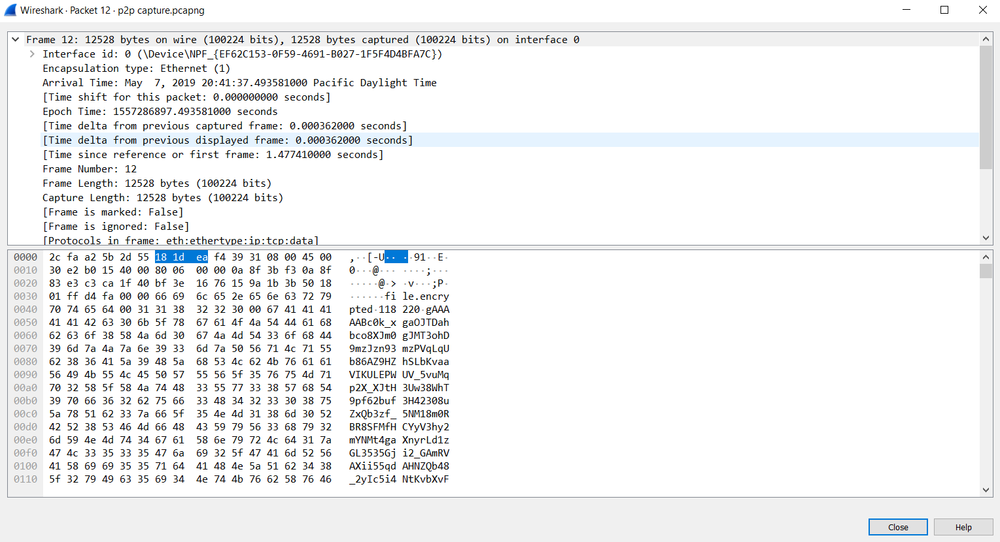 Wireshark · Packet 12 · p2p capture.pcapng
Frame 12: 12528 bytes on wire (100224 bits), 12528 bytes captured (100224 bits) on interface 0
Interface id: 0 (\Device\NPF_{EF62C153-0F59-4691-B027-1F5F4D4BFA7C})
Encapsulation type: Ethernet (1)
Arrival Time: May  7, 2019 20:41:37.493581000 Pacific Daylight Time
[Time shift for this packet: 0.000000000 seconds]
Epoch Time: 1557286897.493581000 seconds
[Time delta from previous captured frame: 0.000362000 seconds]
[Time delta from previous displayed frame: 0.000362000 seconds]
[Time since reference or first frame: 1.477410000 seconds]
Frame Number: 12
Frame Length: 12528 bytes (100224 bits)
Capture Length: 12528 bytes (100224 bits)
[Frame is marked: False]
[Frame is ignored: False]
[Protocols in frame: eth:ethertype:ip:tcp:data]
0000 2c fa a2 5b 2d 55 18 1d ea f4 39 31 08 00 45 00 ,··[-U·· ··91··E·
0010 30 e2 b0 15 40 00 80 06 00 00 0a 8f 3b f3 0a 8f 0···@··· ····;···
0020 83 e3 c3 ca 1f 40 bf 3e 16 76 15 9a 1b 3b 50 18 ·····@·> ·v···;P·
0030 01 ff d4 fa 00 00 66 69 6c 65 2e 65 6e 63 72 79 ······fi le.encry
0040 70 74 65 64 00 31 31 38 32 32 30 00 67 41 41 41 pted·118 220·gAAA
0050 41 41 42 63 30 6b 5f 78 67 61 4f 4a 54 44 61 68 AABc0k_x gaOJTDah
0060 62 63 6f 38 58 4a 6d 30 67 4a 4d 54 33 6f 68 44 bco8XJm0 gJMT3ohD
0070 39 6d 7a 4a 7a 6e 39 33 6d 7a 50 56 71 4c 71 55 9mzJzn93 mzPVqLqU
0080 62 38 36 41 5a 39 48 5a 68 53 4c 62 4b 76 61 61 b86AZ9HZ hSLbKvaa
0090 56 49 4b 55 4c 45 50 57 55 56 5f 35 76 75 4d 71 VIKULEPW UV_5vuMq
00a0 70 32 58 5f 58 4a 74 48 33 55 77 33 38 57 68 54 p2X_XJtH 3Uw38WhT
00b0 39 70 66 36 32 62 75 66 33 48 34 32 33 30 38 75 9pf62buf 3H42308u
00c0 5a 78 51 62 33 7a 66 5f 35 4e 4d 31 38 6d 30 52 ZxQb3zf_ 5NM18m0R
00d0 42 52 38 53 46 4d 66 48 43 59 79 56 33 68 79 32 BR8SFMfH CYyV3hy2
00e0 6d 59 4e 4d 74 34 67 61 58 6e 79 72 4c 64 31 7a mYNMt4ga XnyrLd1z
00f0 47 4c 33 35 33 35 47 6a 69 32 5f 47 41 6d 52 56 GL3535Gj i2_GAmRV
0100 41 58 69 69 35 35 71 64 41 48 4e 5a 51 62 34 38 AXii55qd AHNZQb48
0110 5f 32 79 49 63 35 69 34 4e 74 4b 76 62 58 76 46 _2yIc5i4 NtKvbXvF
Close Help